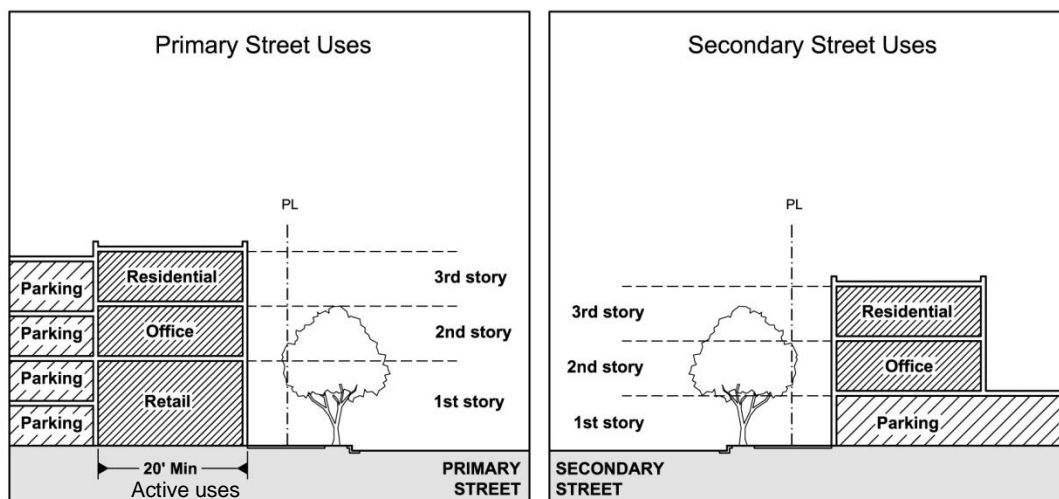 Primary Street Uses
PL
Residential
3rd story
Parking
Office
2nd story
Parking
Parking
Retail
1st story
Parking
20' Min
Active uses
PRIMARY
STREET
Secondary Street Uses
PL
3rd story
Residential
2nd story
Office
1st story
Parking
SECONDARY
STREET